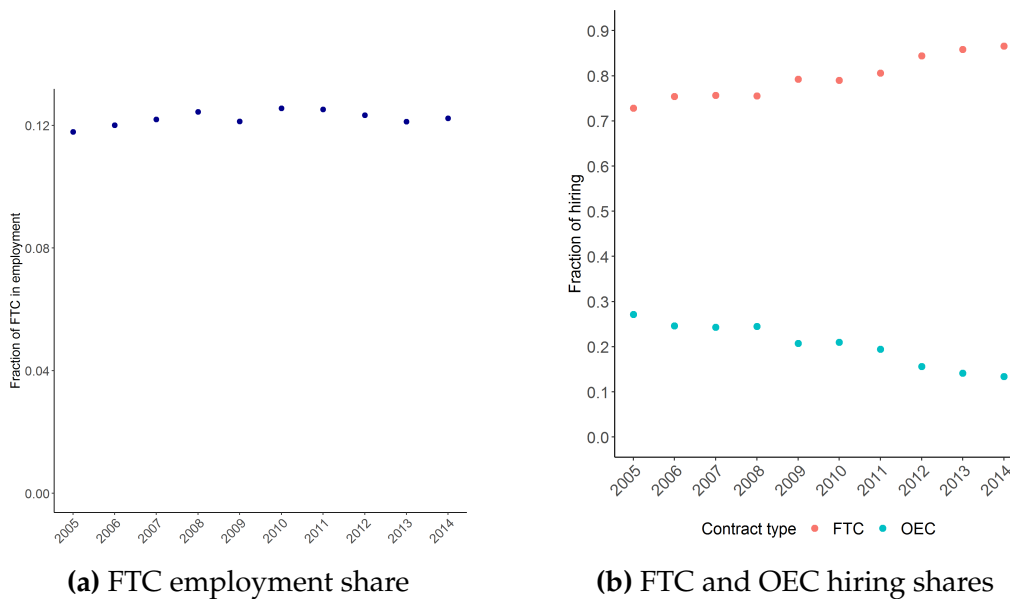 Fraction of FTC in employment
0.12
0.08
0.04
0.00
2005 2006 2007 2008 2009 2010 2011 2012 2013 2014
(a) FTC employment share
Fraction of hiring
0.9
0.8
0.7
0.6
0.5
0.4
0.3
0.2
0.1
0.0
2005 2006 2007 2008 2009 2010 2011 2012 2013 2014
Contract type FTC OEC
(b) FTC and OEC hiring shares